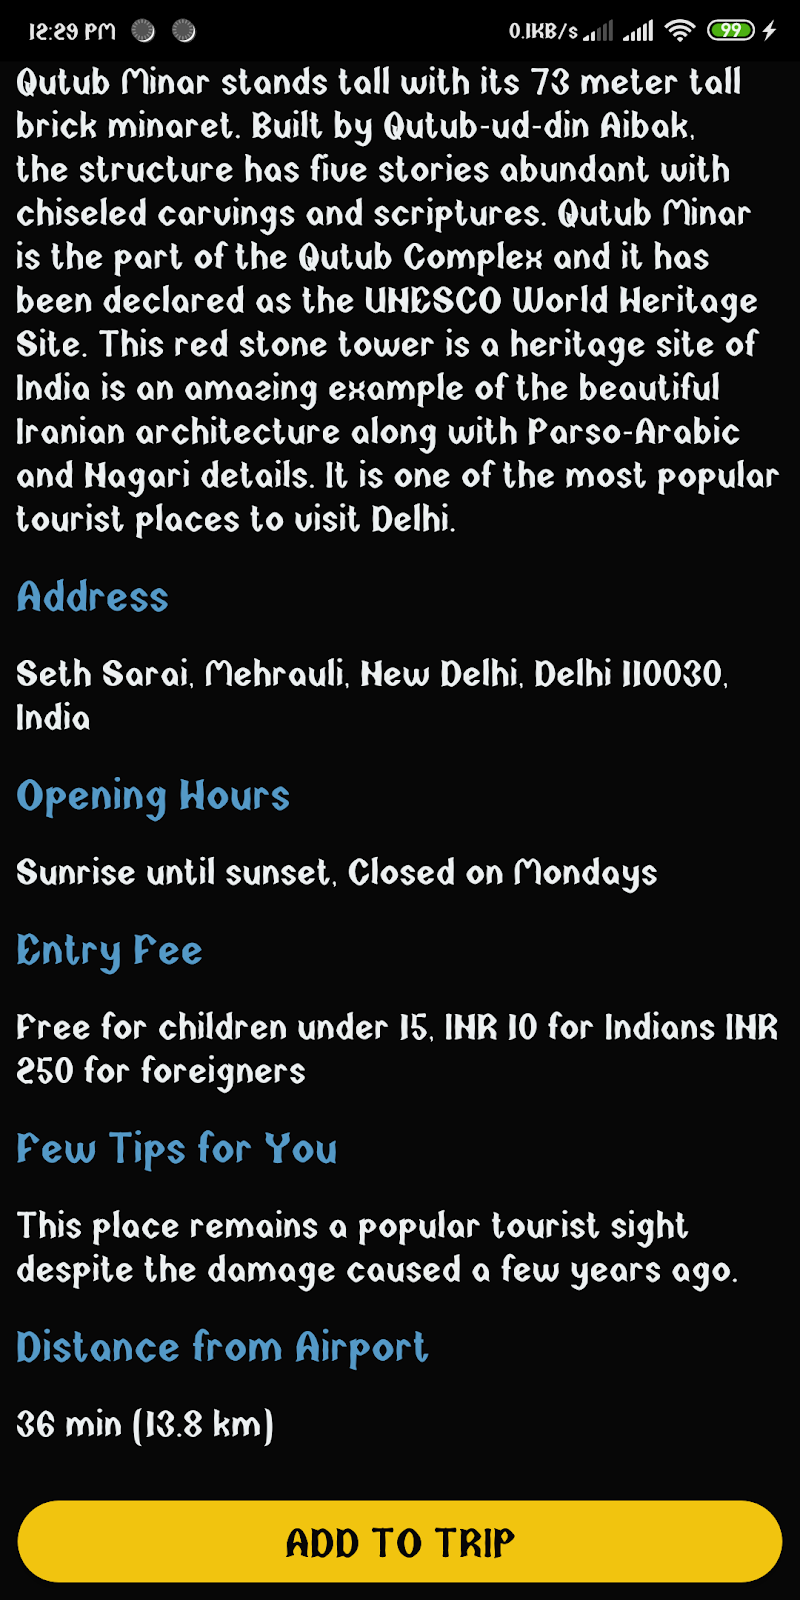 12:29 PM 0.1KB/s 99
Qutub Minar stands tall with its 73 meter tall
brick minaret. Built by Qutub-ud-din Aibak,
the structure has five stories abundant with
chiseled carvings and scriptures. Qutub Minar
is the part of the Qutub Complex and it has
been declared as the UNESCO World Heritage
Site. This red stone tower is a heritage site of
India is an amazing example of the beautiful
Iranian architecture along with Parso-Arabic
and Nagari details. It is one of the most popular
tourist places to visit Delhi.
Address
Seth Sarai, Mehrauli, New Delhi, Delhi 110030,
India
Opening Hours
Sunrise until sunset, Closed on Mondays
Entry Fee
Free for children under 15, INR 10 for Indians INR
250 for foreigners
Few Tips for You
This place remains a popular tourist sight
despite the damage caused a few years ago.
Distance from Airport
36 min (13.8 km)
ADD TO TRIP